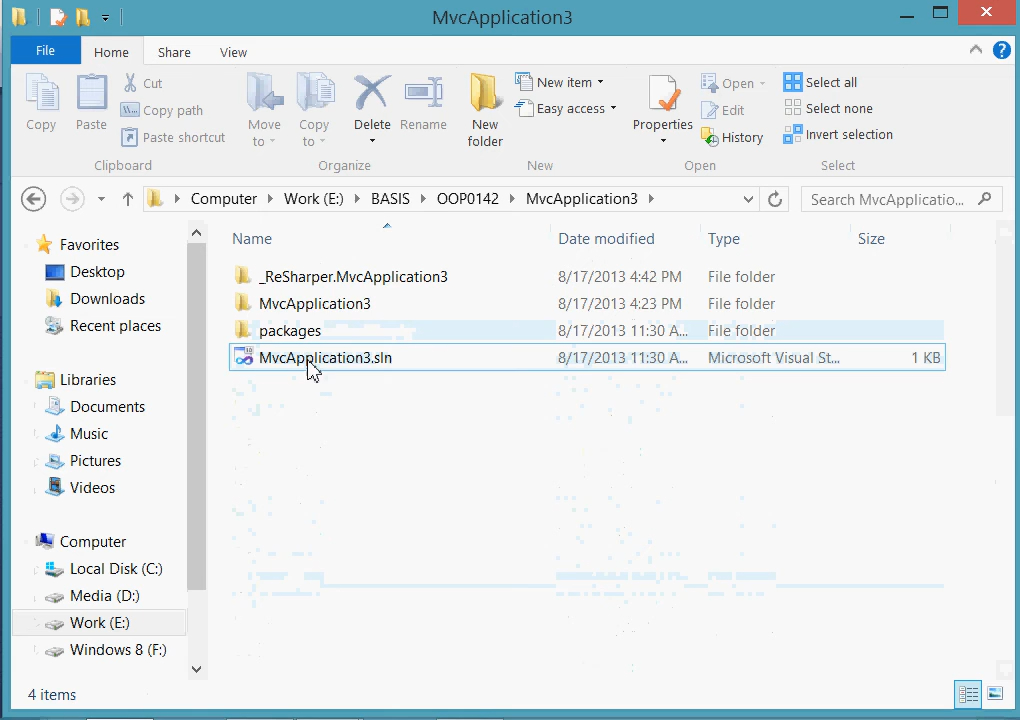 MvcApplication3
File Home Share View
Copy Paste Cut Copy path Paste shortcut
Move to Copy to Delete Rename
New folder New item Easy access
Properties Open Edit History
Select all Select none Invert selection
Clipboard Organize New Open Select
Computer Work (E:) BASIS OOP0142 MvcApplication3 Search MvcApplicatio...
Name Date modified Type Size
Favorites
Desktop
Downloads
Recent places
Libraries
Documents
Music
Pictures
Videos
Computer
Local Disk (C:)
Media (D:)
Work (E:)
Windows 8 (F:)
_ReSharper.MvcApplication3 8/17/2013 4:42 PM File folder
MvcApplication3 8/17/2013 4:23 PM File folder
packages 8/17/2013 11:30 A... File folder
MvcApplication3.sln 8/17/2013 11:30 A... Microsoft Visual St... 1 KB
4 items